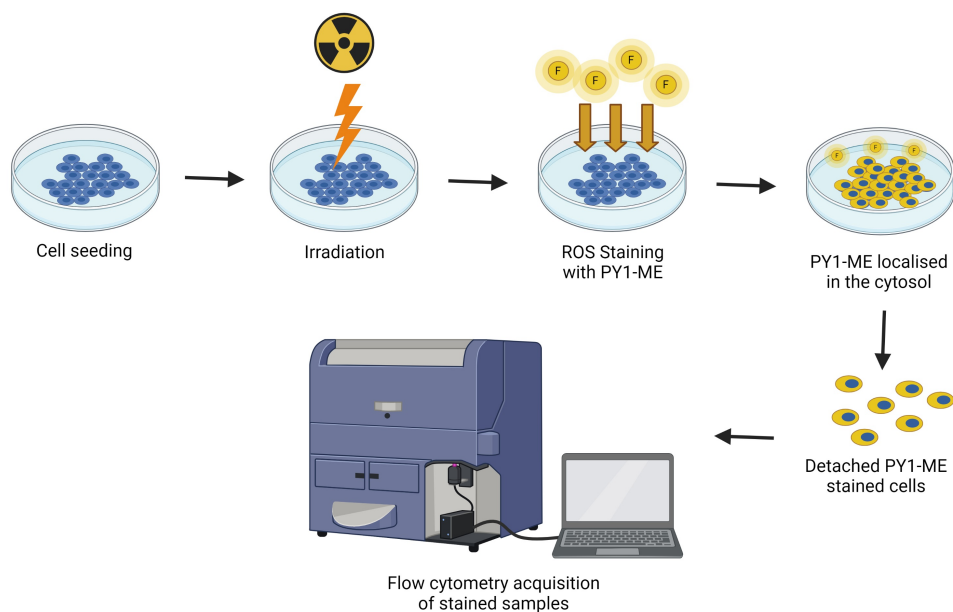 F
F
F
F
Cell seeding
Irradiation
ROS Staining
with PY1-ME
F
F
F
PY1-ME localised
in the cytosol
Detached PY1-ME
stained cells
Flow cytometry acquisition
of stained samples